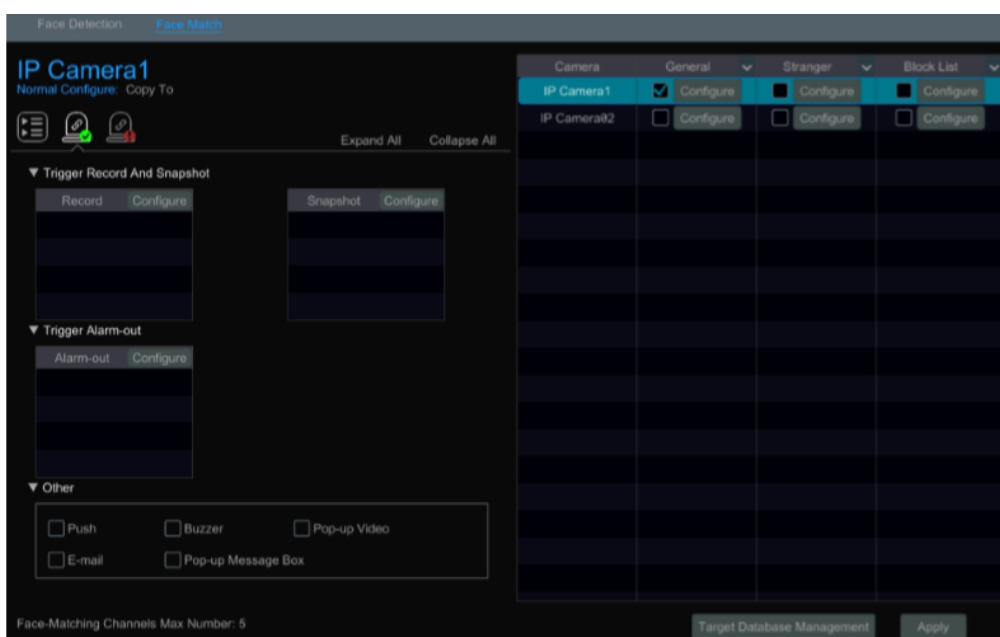 Face Detection Face Match
IP Camera1
Normal Configure: Copy To
Expand All Collapse All
Trigger Record And Snapshot
Record Configure Snapshot Configure
Trigger Alarm-out
Alarm-out Configure
Other
Push Buzzer Pop-up Video
E-mail Pop-up Message Box
Face-Matching Channels Max Number: 5
Camera General Stranger Block List
IP Camera1 Configure Configure Configure
IP Camera02 Configure Configure Configure
Target Database Management Apply